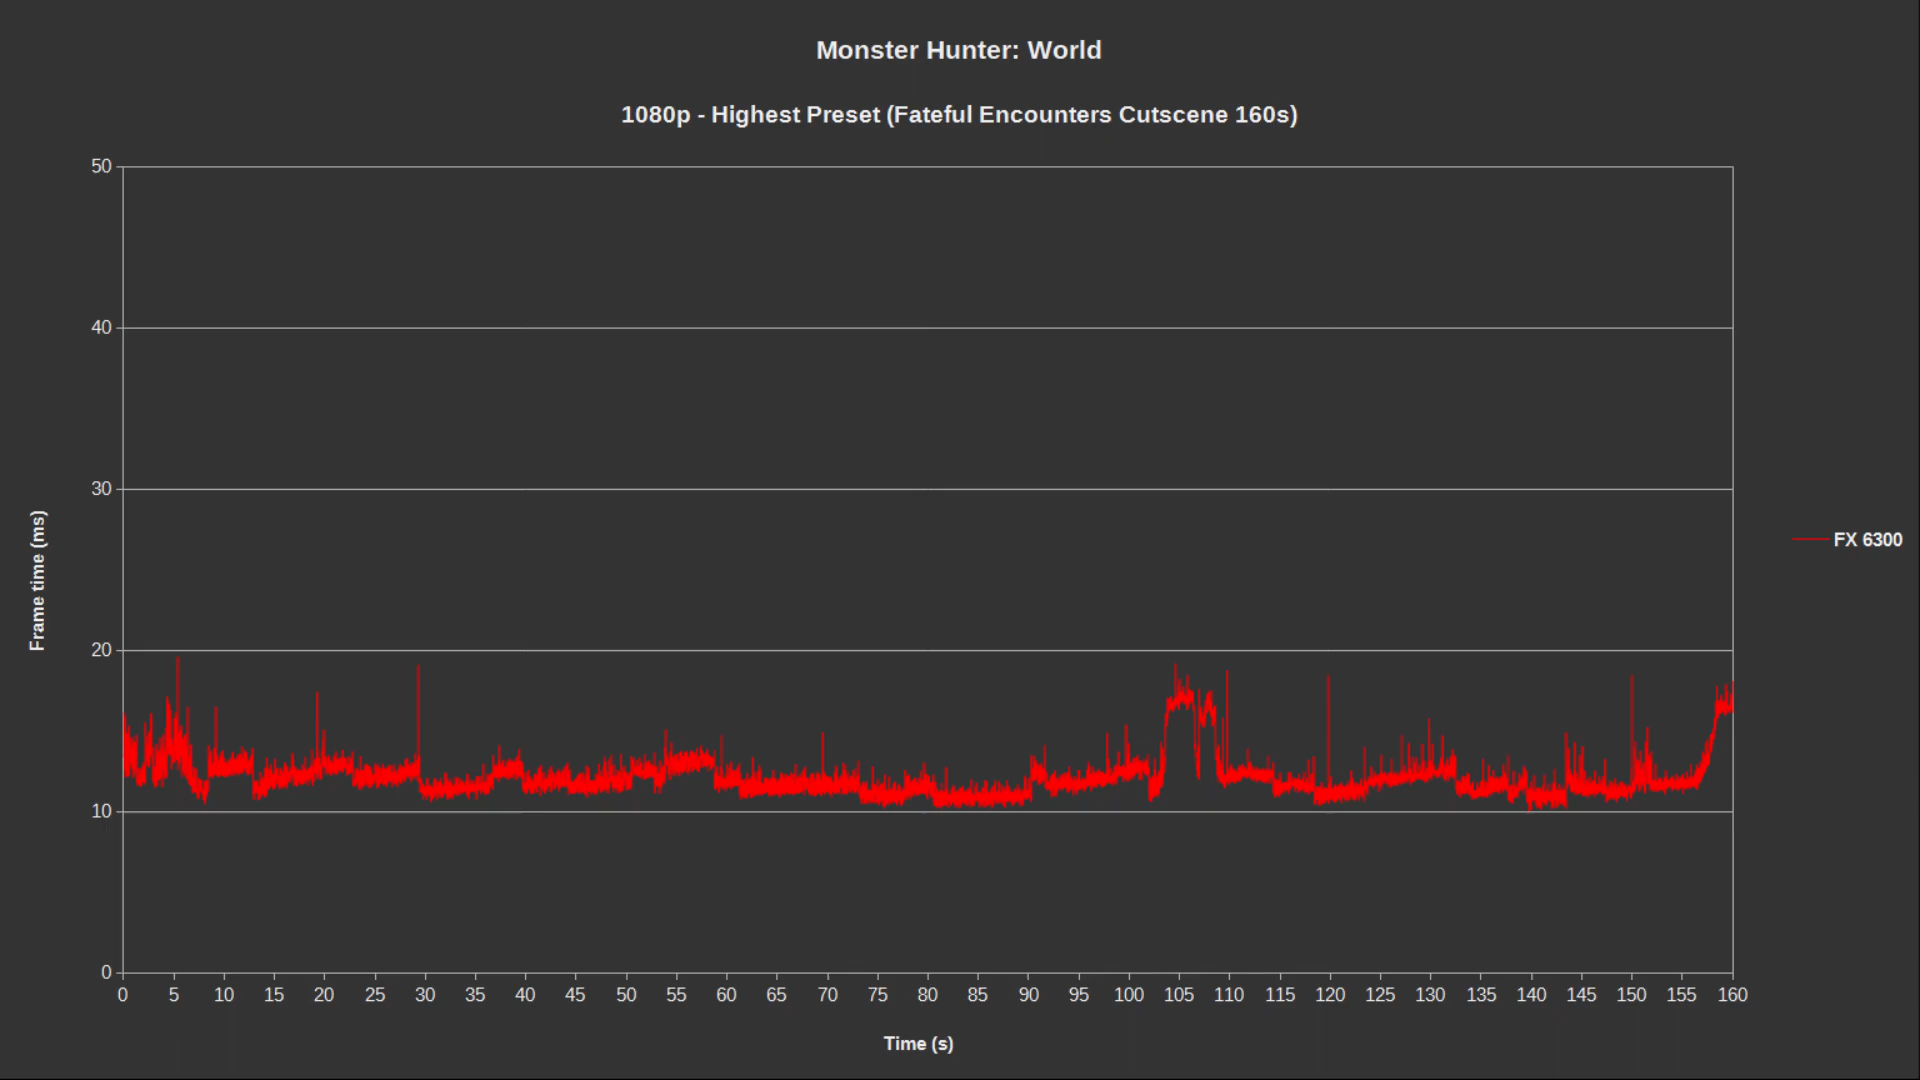 Monster Hunter: World
1080p - Highest Preset (Fateful Encounters Cutscene 160s)
50
40
30
20
10
0
Frame time (ms)
FX 6300
0 5 10 15 20 25 30 35 40 45 50 55 60 65 70 75 80 85 90 95 100 105 110 115 120 125 130 135 140 145 150 155 160
Time (s)